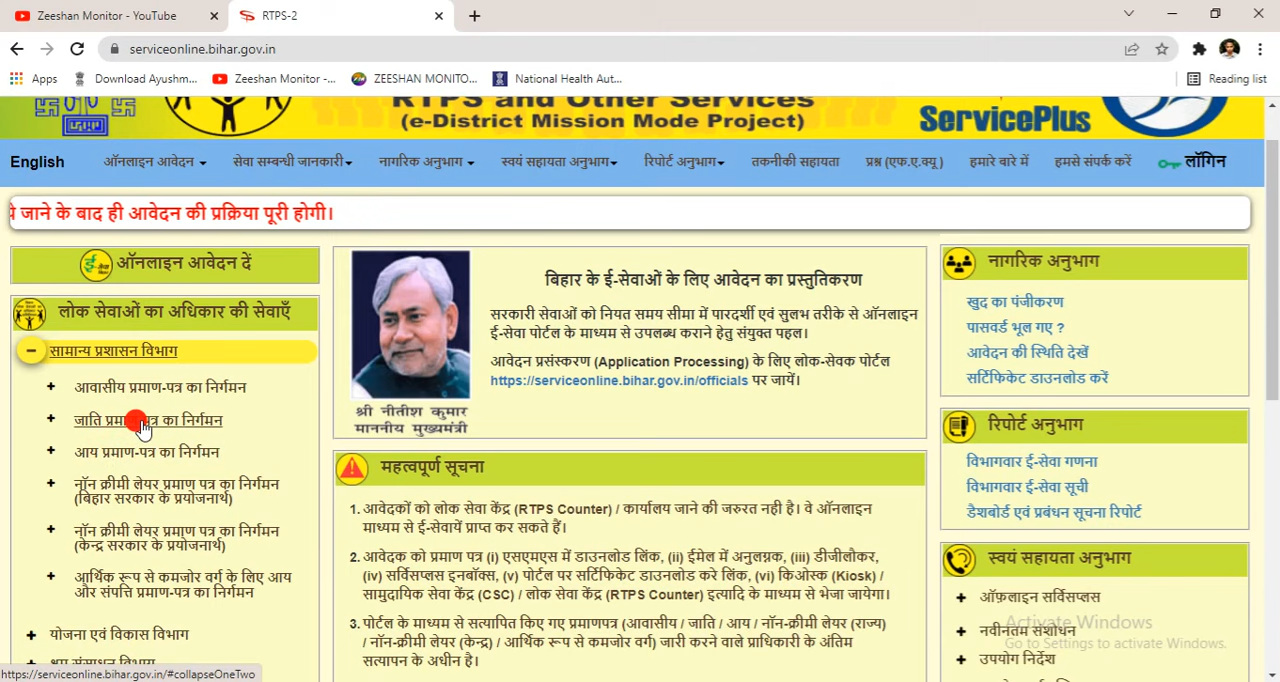 Zeeshan Monitor - YouTube
RTPS-2
serviceonline.bihar.gov.in
Apps
Download Ayushm...
Zeeshan Monitor -...
ZEESHAN MONITO...
National Health Aut...
Reading list
RTPS and Other Services
(e-District Mission Mode Project)
ServicePlus
English
ऑनलाइन आवेदन
सेवा सम्बन्धी जानकारी
नागरिक अनुभाग
स्वयं सहायता अनुभाग
रिपोर्ट अनुभाग
तकनीकी सहायता
प्रश्न (एफ.ए.क्यू)
हमारे बारे में
हमसे संपर्क करें
लॉगिन
जाने के बाद ही आवेदन की प्रक्रिया पूरी होगी।
ऑनलाइन आवेदन दें
लोक सेवाओं का अधिकार की सेवाएँ
सामान्य प्रशासन विभाग
आवासीय प्रमाण-पत्र का निर्गमन
जाति प्रमाण-पत्र का निर्गमन
आय प्रमाण-पत्र का निर्गमन
नॉन क्रीमी लेयर प्रमाण पत्र का निर्गमन
(बिहार सरकार के प्रयोजनार्थ)
नॉन क्रीमी लेयर प्रमाण पत्र का निर्गमन
(केन्द्र सरकार के प्रयोजनार्थ)
आर्थिक रूप से कमजोर वर्ग के लिए आय
और संपत्ति प्रमाण-पत्र का निर्गमन
योजना एवं विकास विभाग
श्रम संसाधन विभाग
https://serviceonline.bihar.gov.in/#collapseOneTwo
श्री नीतीश कुमार
माननीय मुख्यमंत्री
बिहार के ई-सेवाओं के लिए आवेदन का प्रस्तुतिकरण
सरकारी सेवाओं को नियत समय सीमा में पारदर्शी एवं सुलभ तरीके से ऑनलाइन
ई-सेवा पोर्टल के माध्यम से उपलब्ध कराने हेतु संयुक्त पहल।
आवेदन प्रसंस्करण (Application Processing) के लिए लोक-सेवक पोर्टल
https://serviceonline.bihar.gov.in/officials पर जायें।
महत्वपूर्ण सूचना
1. आवेदकों को लोक सेवा केंद्र (RTPS Counter) / कार्यालय जाने की जरुरत नही है। वे ऑनलाइन
माध्यम से ई-सेवायें प्राप्त कर सकते हैं।
2. आवेदक को प्रमाण पत्र (i) एसएमएस में डाउनलोड लिंक, (ii) ईमेल में अनुलग्नक, (iii) डीजीलौकर,
(iv) सर्विसप्लस इनबॉक्स, (v) पोर्टल पर सर्टिफिकेट डाउनलोड करे लिंक, (vi) किओस्क (Kiosk) /
सामुदायिक सेवा केंद्र (CSC) / लोक सेवा केंद्र (RTPS Counter) इत्यादि के माध्यम से भेजा जायेगा।
3. पोर्टल के माध्यम से सत्यापित किए गए प्रमाणपत्र (आवासीय / जाति / आय / नॉन-क्रीमी लेयर (राज्य)
/ नॉन-क्रीमी लेयर (केन्द्र) / आर्थिक रूप से कमजोर वर्ग) जारी करने वाले प्राधिकारी के अंतिम
सत्यापन के अधीन है।
नागरिक अनुभाग
खुद का पंजीकरण
पासवर्ड भूल गए ?
आवेदन की स्थिति देखें
सर्टिफिकेट डाउनलोड करें
रिपोर्ट अनुभाग
विभागवार ई-सेवा गणना
विभागवार ई-सेवा सूची
डैशबोर्ड एवं प्रबंधन सूचना रिपोर्ट
स्वयं सहायता अनुभाग
ऑफ़लाइन सर्विसप्लस
नवीनतम संशोधन
उपयोग निर्देश
Activate Windows
Go to Settings to activate Windows.